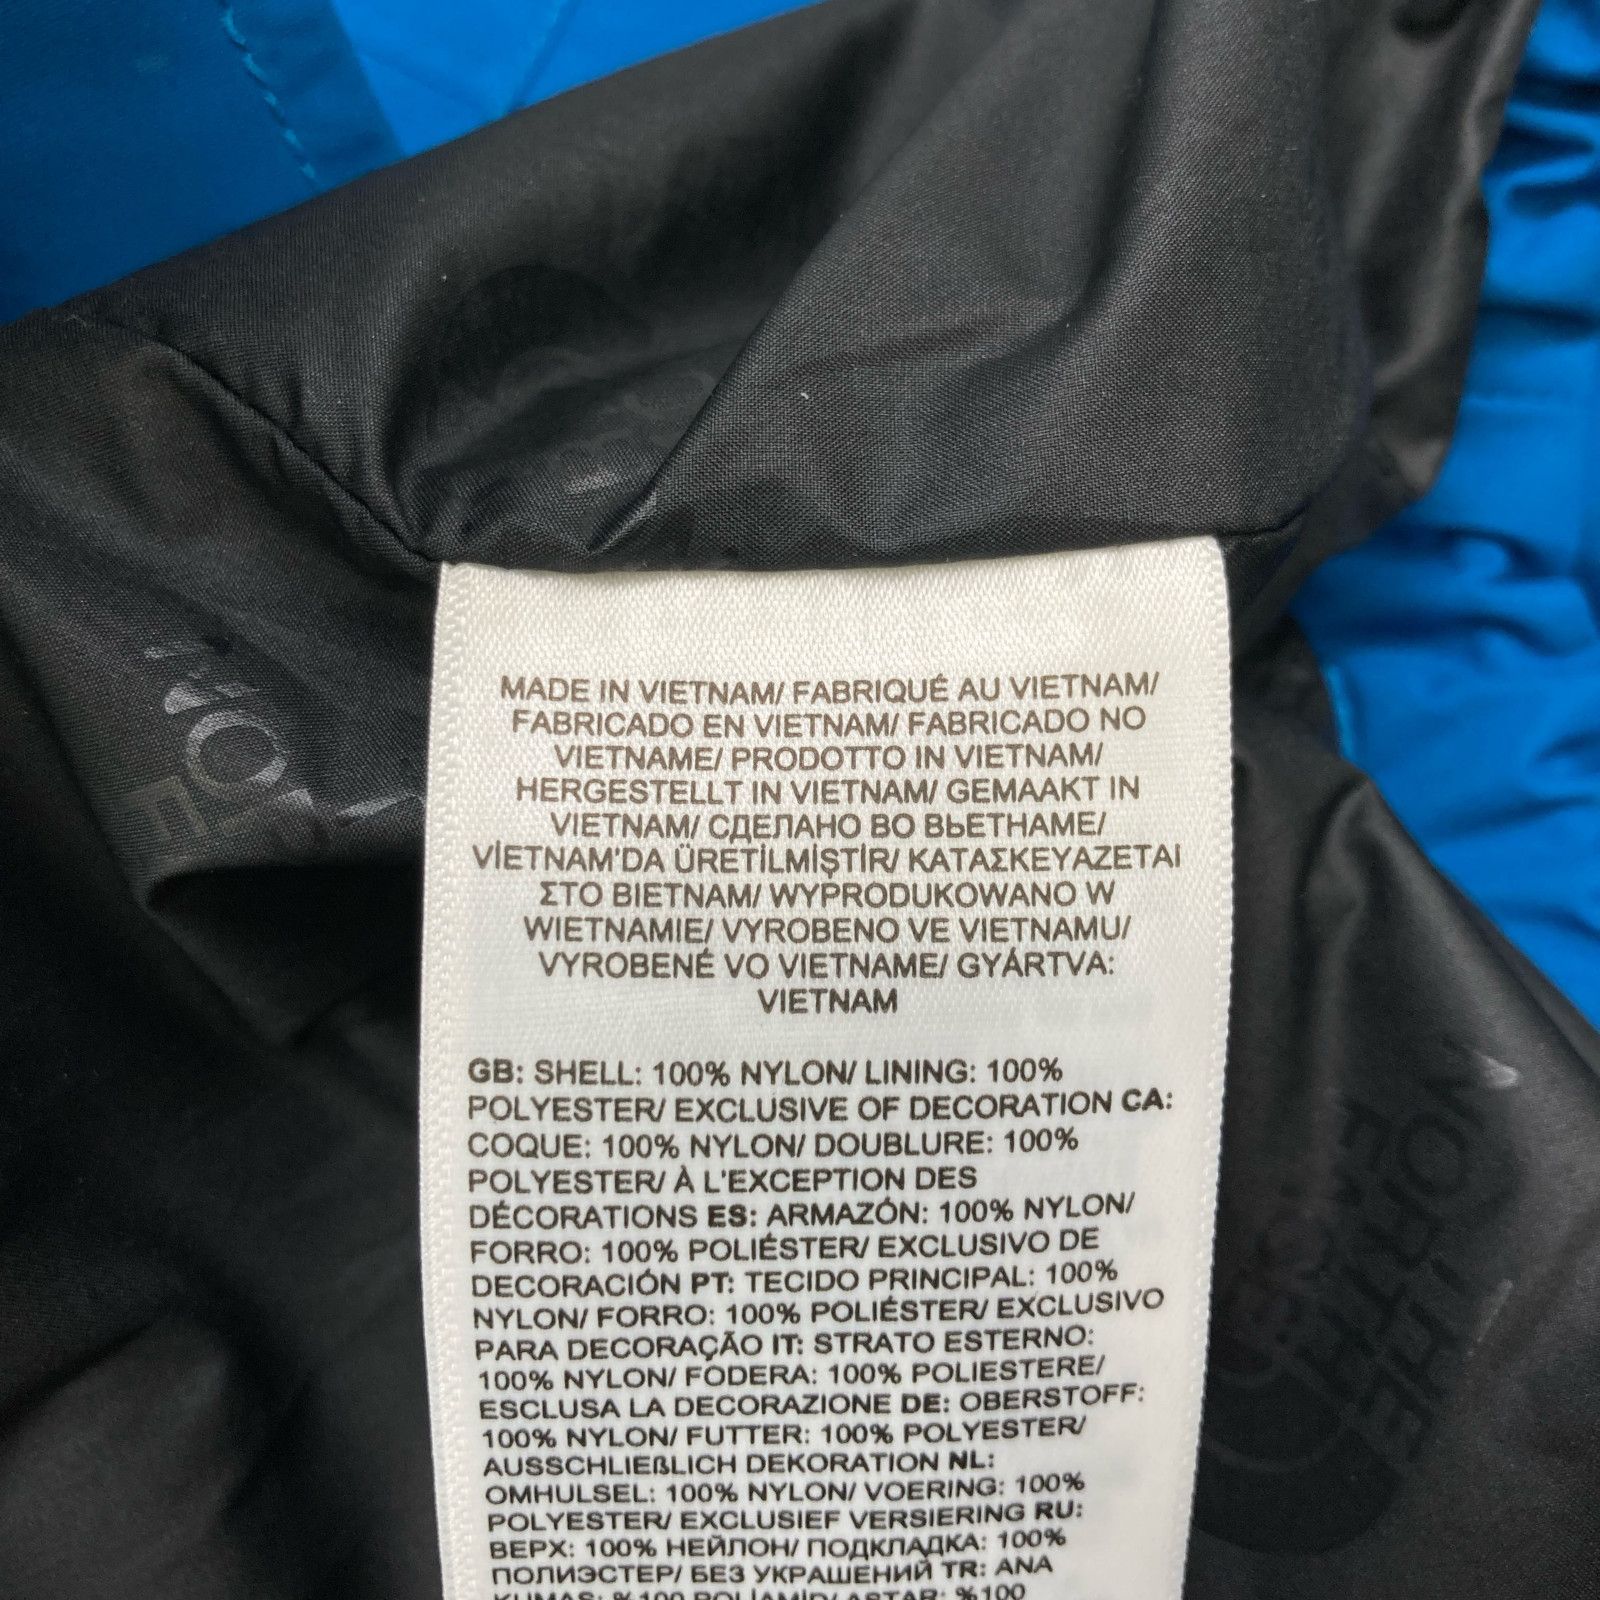 MADE IN VIETNAM/ FABRIQUÉ AU VIETNAM/
FABRICADO EN VIETNAM/ FABRICADO NO
VIETNAME/ PRODOTTO IN VIETNAM/
HERGESTELLT IN VIETNAM/ GEMAAKT IN
VIETNAM/ СДЕЛАНО ВО ВЬЕТНАМЕ/
VİETNAM'DA ÜRETİLMİŞTİR/ ΚΑΤΑΣΚΕΥΑΖΕΤΑΙ
ΣΤΟ ΒΙΕΤΝΑΜ/ WYPRODUKOWANO W
WIETNAMIE/ VYROBENO VE VIETNAMU/
VYROBENÉ VO VIETNAME/ GYÁRTVA:
VIETNAM
GB: SHELL: 100% NYLON/ LINING: 100%
POLYESTER/ EXCLUSIVE OF DECORATION CA:
COQUE: 100% NYLON/ DOUBLURE: 100%
POLYESTER/ À L'EXCEPTION DES
DÉCORATIONS ES: ARMAZÓN: 100% NYLON/
FORRO: 100% POLIÉSTER/ EXCLUSIVO DE
DECORACIÓN PT: TECIDO PRINCIPAL: 100%
NYLON/ FORRO: 100% POLIÉSTER/ EXCLUSIVO
PARA DECORAÇÃO IT: STRATO ESTERNO:
100% NYLON/ FODERA: 100% POLIESTERE/
ESCLUSA LA DECORAZIONE DE: OBERSTOFF:
100% NYLON/ FUTTER: 100% POLYESTER/
AUSSCHLIEßLICH DEKORATION NL:
OMHULSEL: 100% NYLON/ VOERING: 100%
POLYESTER/ EXCLUSIEF VERSIERING RU:
ВЕРХ: 100% НЕЙЛОН/ ПОДКЛАДКА: 100%
ПОЛИЭСТЕР/ БЕЗ УКРАШЕНИЙ TR: ANA
KUMAŞ: %100 POLİAMİD/ ASTAR: %100